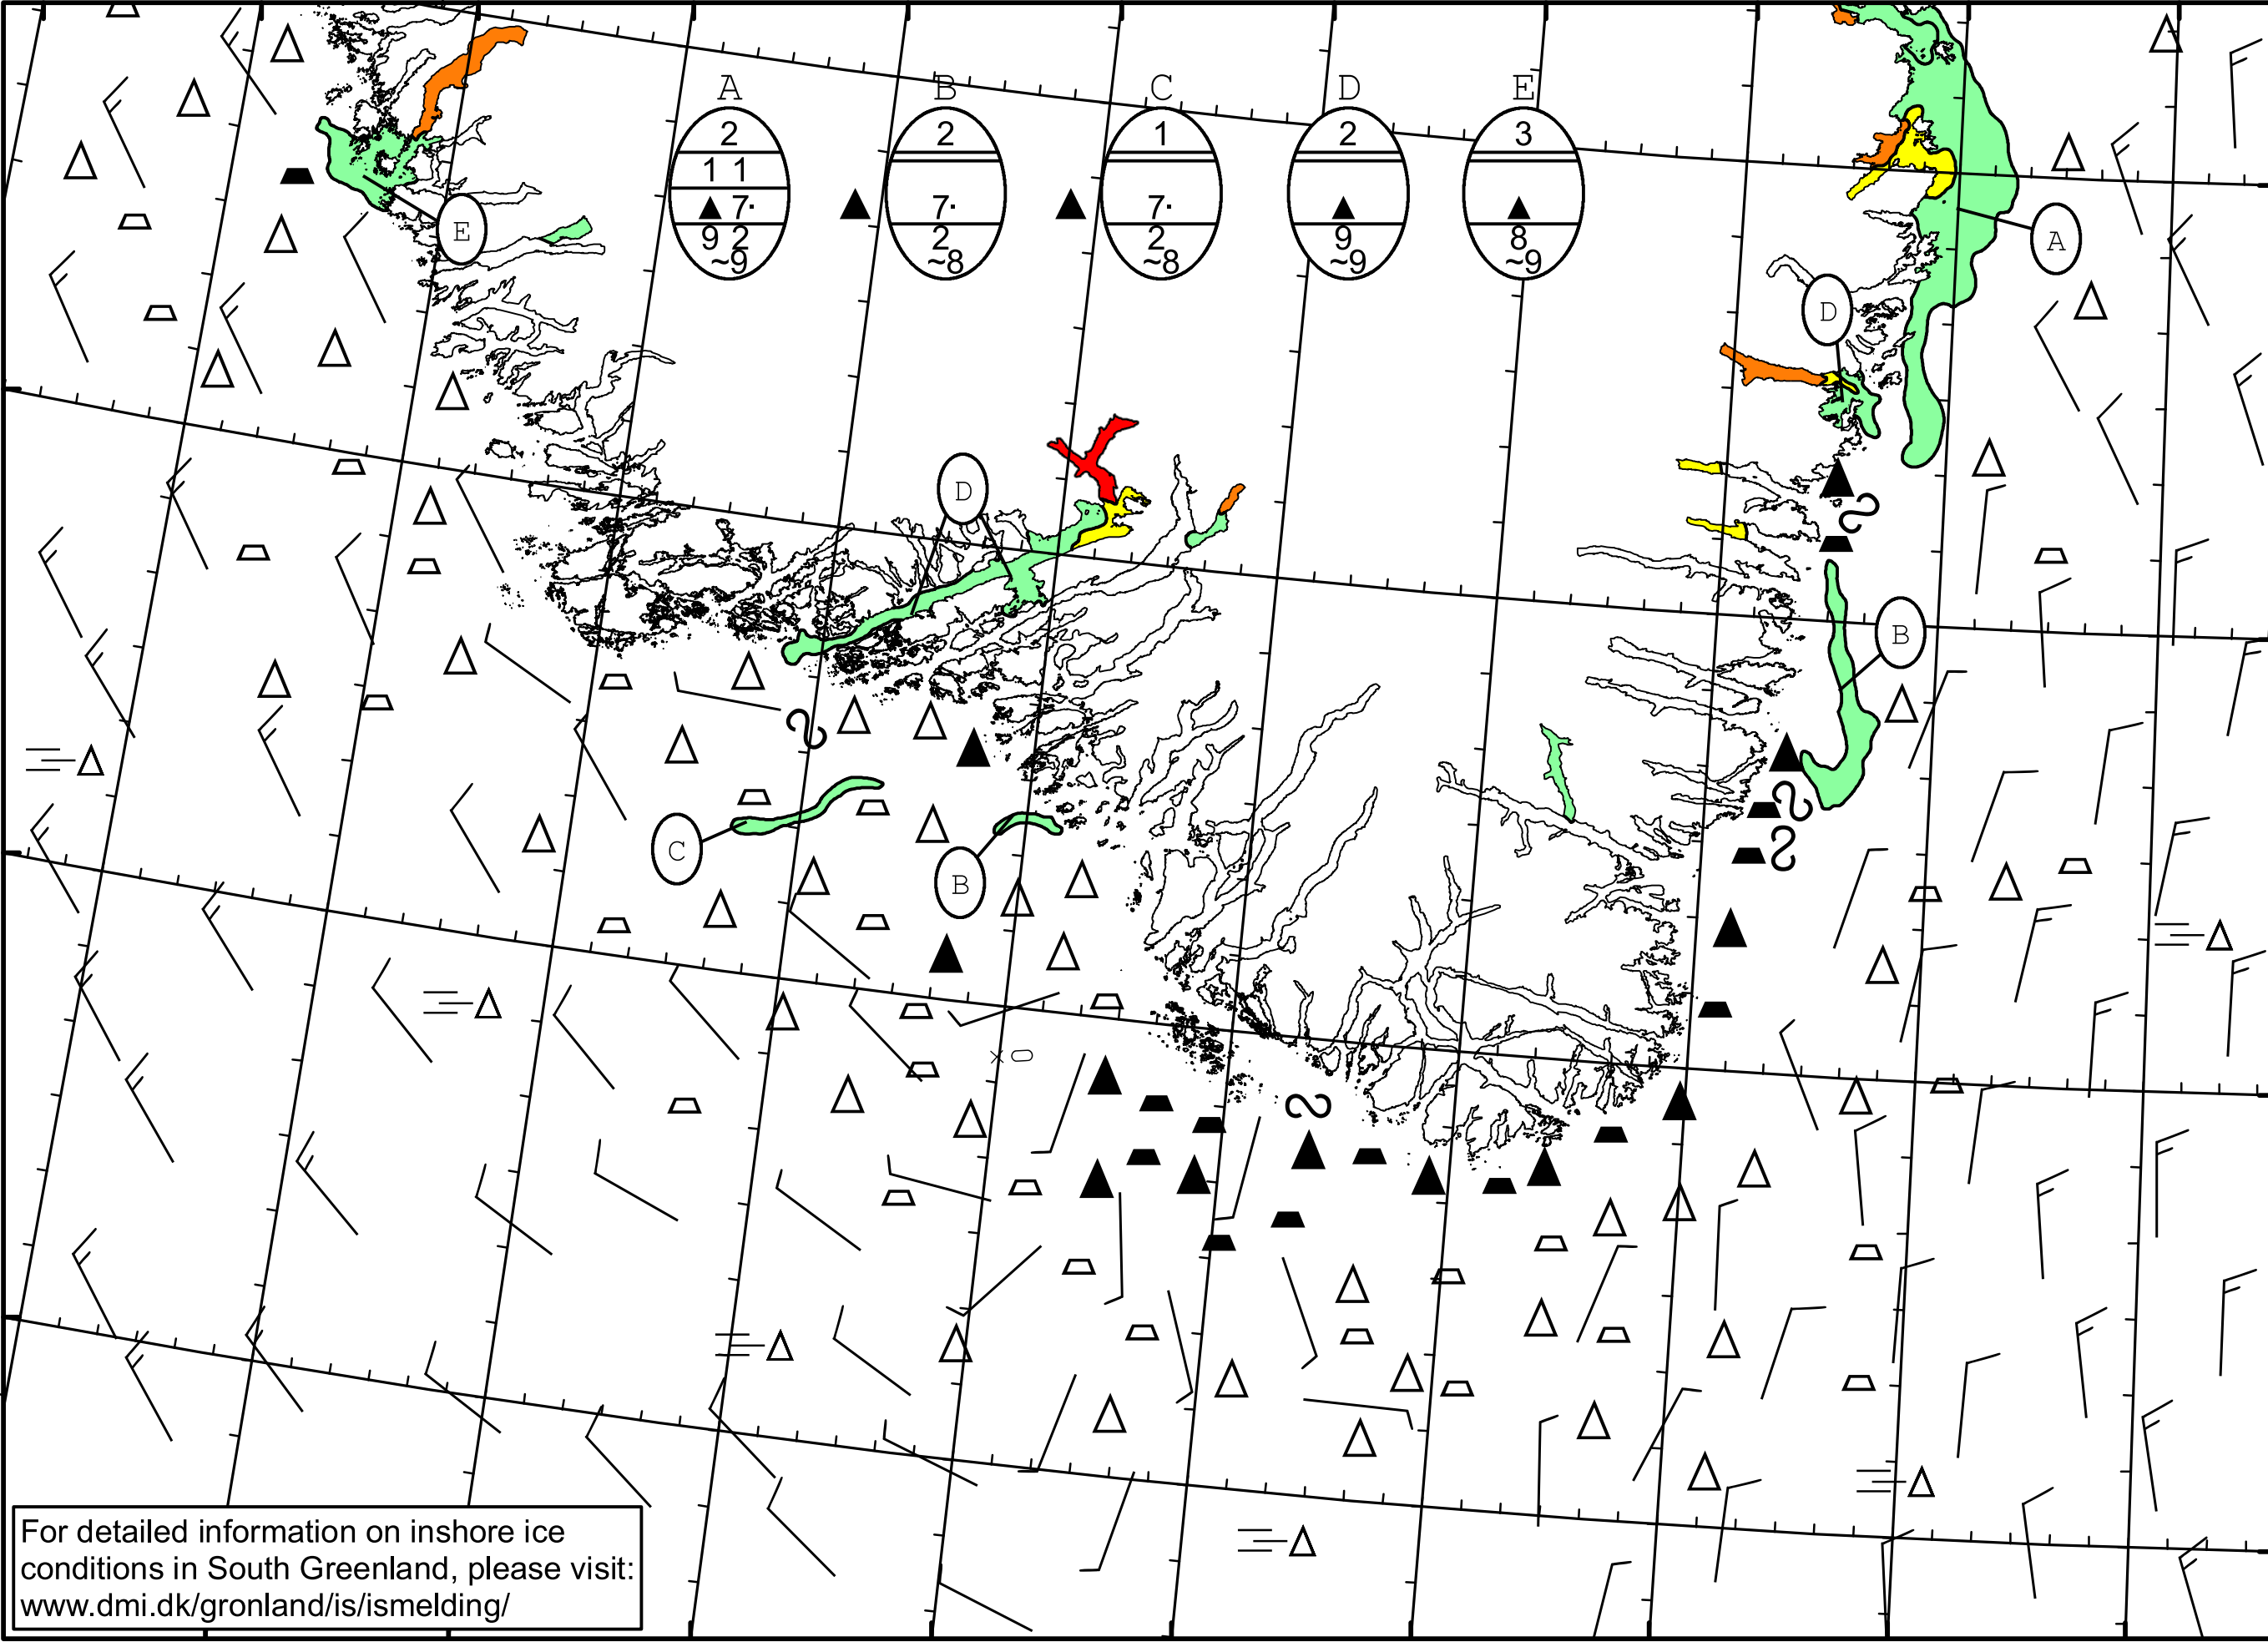 A B C D E
2 2 1 2 3
1 1
▲ 7· ▲ 7· ▲ 7· ▲ ▲
9 2 2 2 9 8
~9 ~8 ~8 ~9 ~9
E
A
D
D
B
C
B
For detailed information on inshore ice
conditions in South Greenland, please visit:
www.dmi.dk/gronland/is/ismelding/